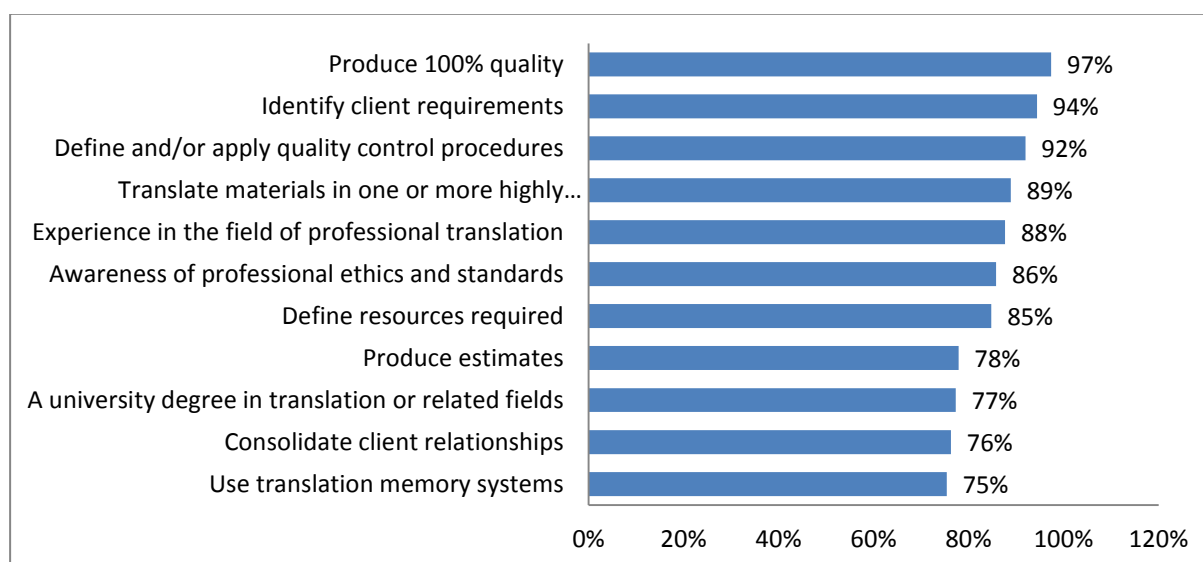 Produce 100% quality 97%
Identify client requirements 94%
Define and/or apply quality control procedures 92%
Translate materials in one or more highly… 89%
Experience in the field of professional translation 88%
Awareness of professional ethics and standards 86%
Define resources required 85%
Produce estimates 78%
A university degree in translation or related fields 77%
Consolidate client relationships 76%
Use translation memory systems 75%
0% 20% 40% 60% 80% 100% 120%